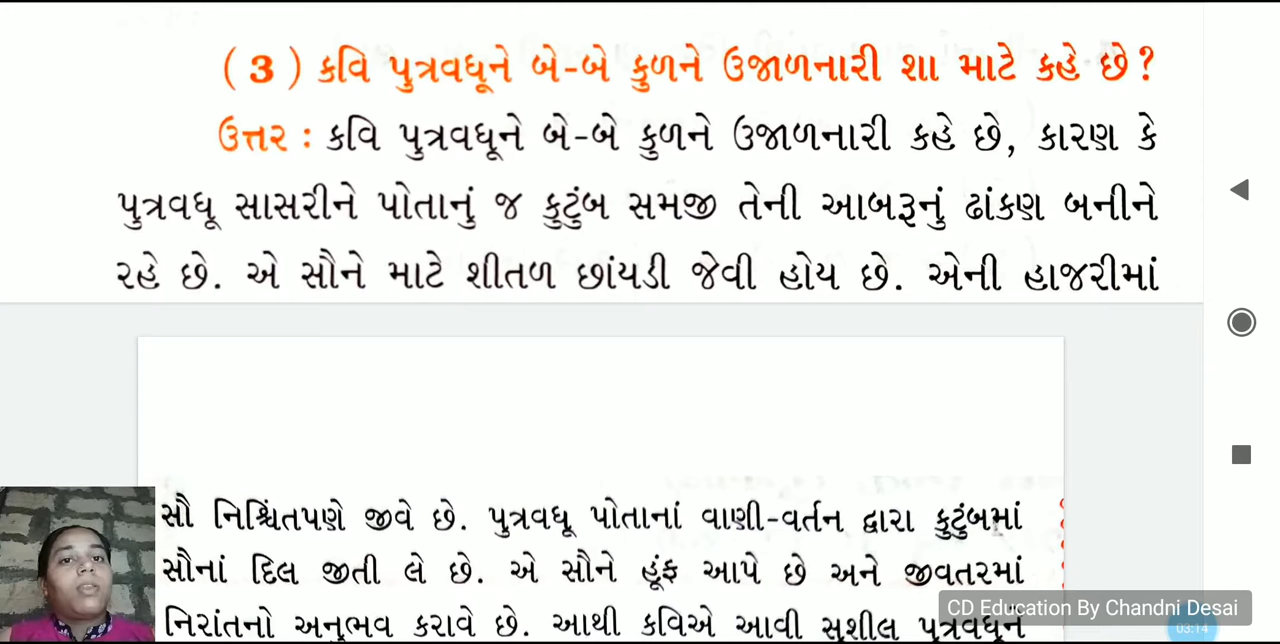 ( 3 ) કવિ પુત્રવધૂને બે-બે કુળને ઉજાળનારી શા માટે કહે છે?
ઉત્તર : કવિ પુત્રવધૂને બે-બે કુળને ઉજાળનારી કહે છે, કારણ કે
પુત્રવધૂ સાસરીને પોતાનું જ કુટુંબ સમજી તેની આબરૂનું ઢાંકણ બનીને
રહે છે. એ સૌને માટે શીતળ છાંયડી જેવી હોય છે. એની હાજરીમાં
સૌ નિશ્ચિંતપણે જીવે છે. પુત્રવધૂ પોતાનાં વાણી-વર્તન દ્વારા કુટુંબમાં
સૌનાં દિલ જીતી લે છે. એ સૌને હૂંફ આપે છે અને જીવતરમાં
નિરાંતનો અનુભવ કરાવે છે. આથી કવિએ આવી સુશીલ પુત્રવધૂને
CD Education By Chandni Desai
03:14